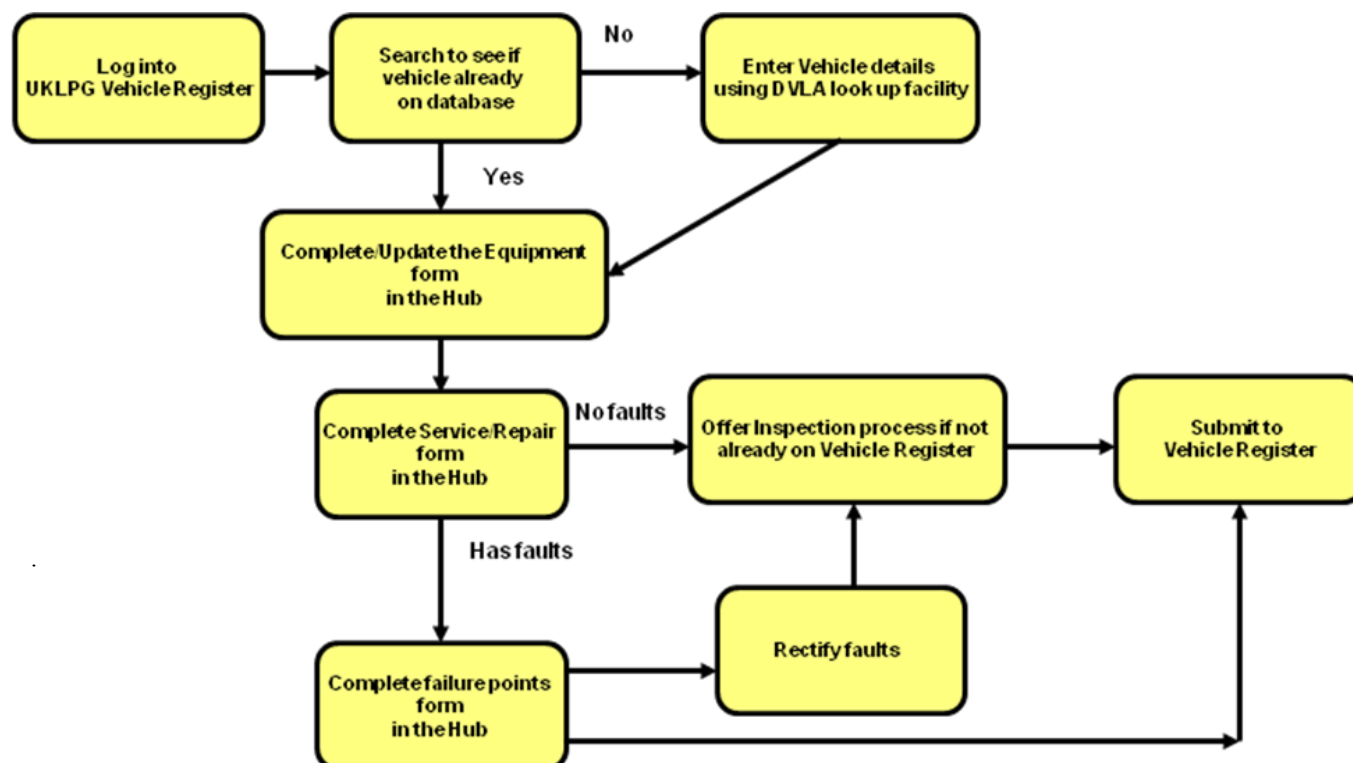 Log into
UKLPG Vehicle Register
Search to see if
vehicle already
on database
No
Enter Vehicle details
using DVLA look up facility
Yes
Complete/Update the Equipment
form
in the Hub
Complete Service/Repair
form
in the Hub
No faults
Offer Inspection process if not
already on Vehicle Register
Submit to
Vehicle Register
Has faults
Complete failure points
form
in the Hub
Rectify faults
.